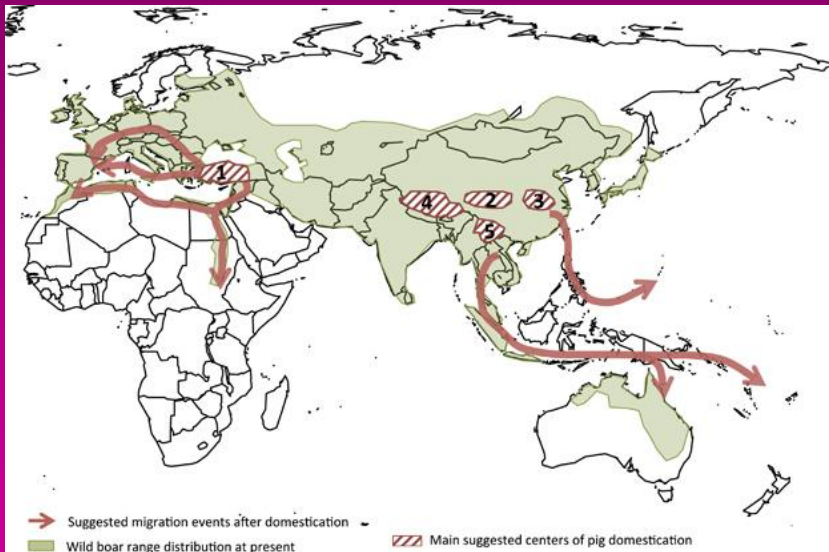 1
4
2
3
5
Suggested migration events after domestication
Wild boar range distribution at present
Main suggested centers of pig domestication